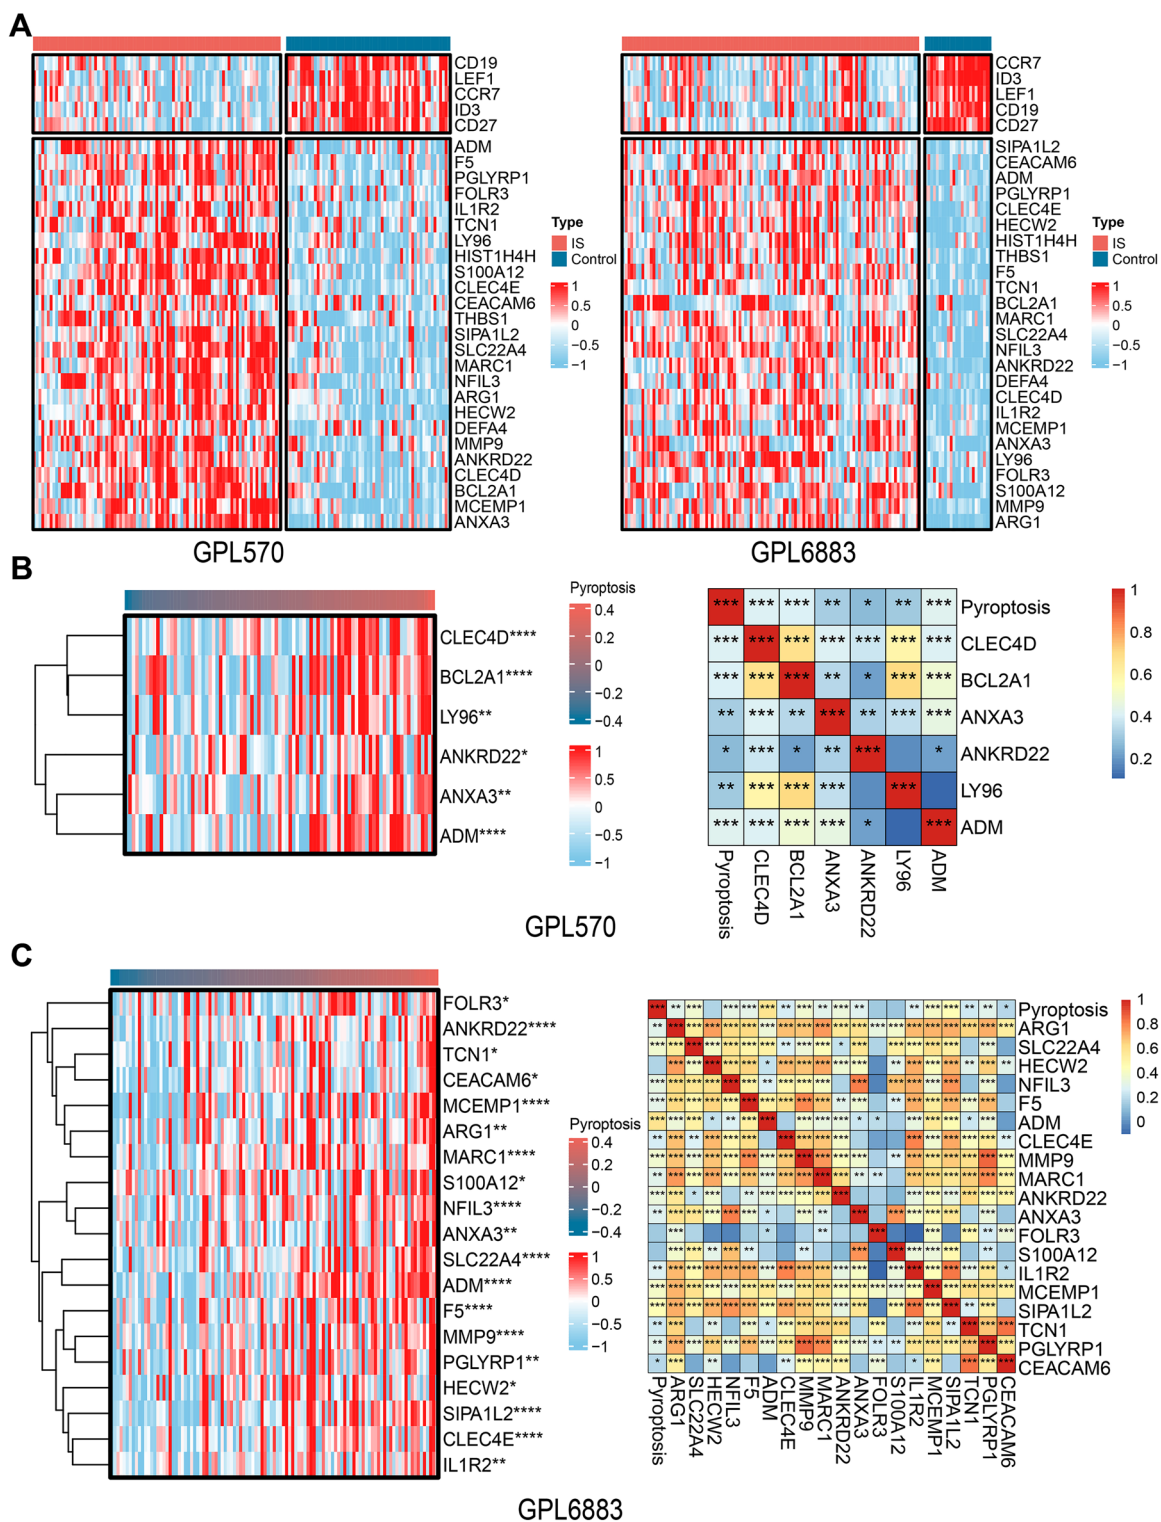 A
CD19
LEF1
CCR7
ID3
CD27
ADM
F5
PGLYRP1
FOLR3
IL1R2
TCN1
LY96
HIST1H4H
S100A12
CLEC4E
CEACAM6
THBS1
SIPA1L2
SLC22A4
MARC1
NFIL3
ARG1
HECW2
DEFA4
MMP9
ANKRD22
CLEC4D
BCL2A1
MCEMP1
ANXA3
Type
IS
Control
1
0.5
0
−0.5
−1
GPL570
CCR7
ID3
LEF1
CD19
CD27
SIPA1L2
CEACAM6
ADM
PGLYRP1
CLEC4E
HECW2
HIST1H4H
THBS1
F5
TCN1
BCL2A1
MARC1
SLC22A4
NFIL3
ANKRD22
DEFA4
CLEC4D
IL1R2
MCEMP1
ANXA3
LY96
FOLR3
S100A12
MMP9
ARG1
Type
IS
Control
1
0.5
0
−0.5
−1
GPL6883
B
CLEC4D****
BCL2A1****
LY96**
ANKRD22*
ANXA3**
ADM****
Pyroptosis
0.4
0.2
0
−0.2
−0.4
1
0.5
0
−0.5
−1
*** *** *** ** * ** *** Pyroptosis
*** *** *** *** *** *** *** CLEC4D
*** *** *** ** * *** *** BCL2A1
** *** ** *** ** *** *** ANXA3
* *** * ** *** * ANKRD22
** *** *** *** *** LY96
*** *** *** *** * *** ADM
Pyroptosis
CLEC4D
BCL2A1
ANXA3
ANKRD22
LY96
ADM
1
0.8
0.6
0.4
0.2
GPL570
C
FOLR3*
ANKRD22****
TCN1*
CEACAM6*
MCEMP1****
ARG1**
MARC1****
S100A12*
NFIL3****
ANXA3**
SLC22A4****
ADM****
F5****
MMP9****
PGLYRP1**
HECW2*
SIPA1L2****
CLEC4E****
IL1R2**
Pyroptosis
0.4
0.2
0
−0.2
−0.4
1
0.5
0
−0.5
−1
Pyroptosis
ARG1
SLC22A4
HECW2
NFIL3
F5
ADM
CLEC4E
MMP9
MARC1
ANKRD22
ANXA3
FOLR3
S100A12
IL1R2
MCEMP1
SIPA1L2
TCN1
PGLYRP1
CEACAM6
Pyroptosis
ARG1
SLC22A4
HECW2
NFIL3
F5
ADM
CLEC4E
MMP9
MARC1
ANKRD22
ANXA3
FOLR3
S100A12
IL1R2
MCEMP1
SIPA1L2
TCN1
PGLYRP1
CEACAM6
1
0.8
0.6
0.4
0.2
0
GPL6883